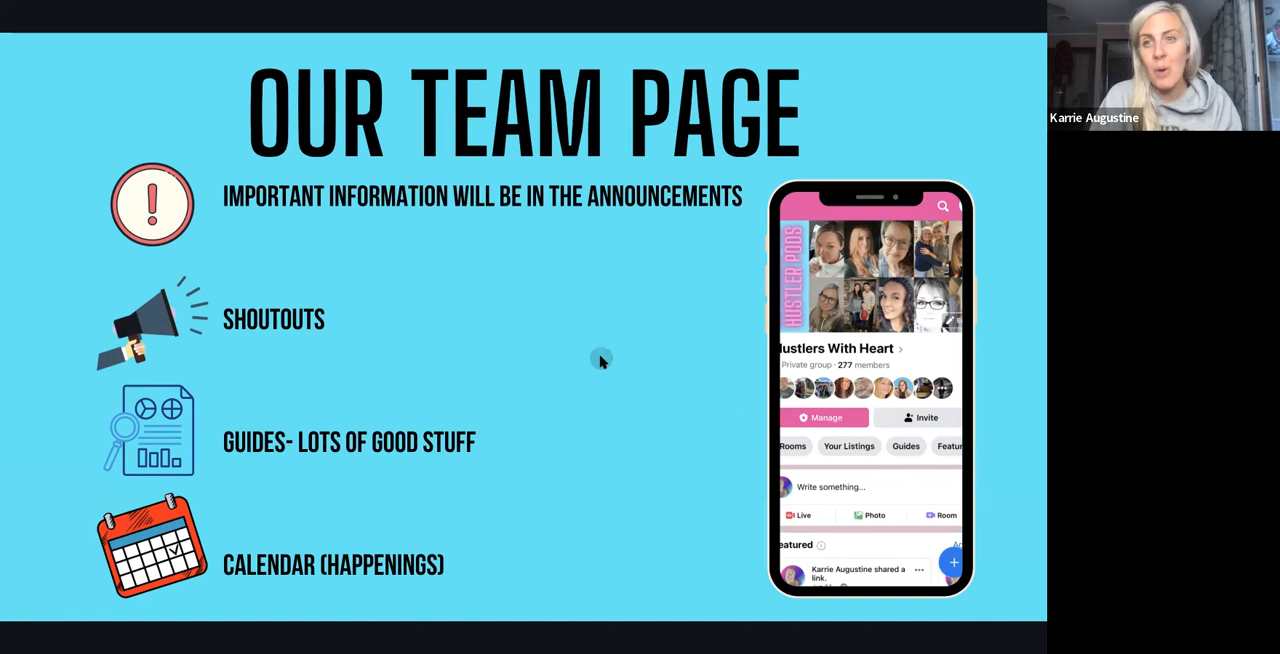 OUR TEAM PAGE
IMPORTANT INFORMATION WILL BE IN THE ANNOUNCEMENTS
SHOUTOUTS
GUIDES- LOTS OF GOOD STUFF
CALENDAR (HAPPENINGS)
HUSTLER PODS
ustlers With Heart
Private group · 277 members
Manage
Invite
Rooms
Your Listings
Guides
Featur
Write something...
Live
Photo
Room
eatured
Karrie Augustine shared a
link.
Karrie Augustine